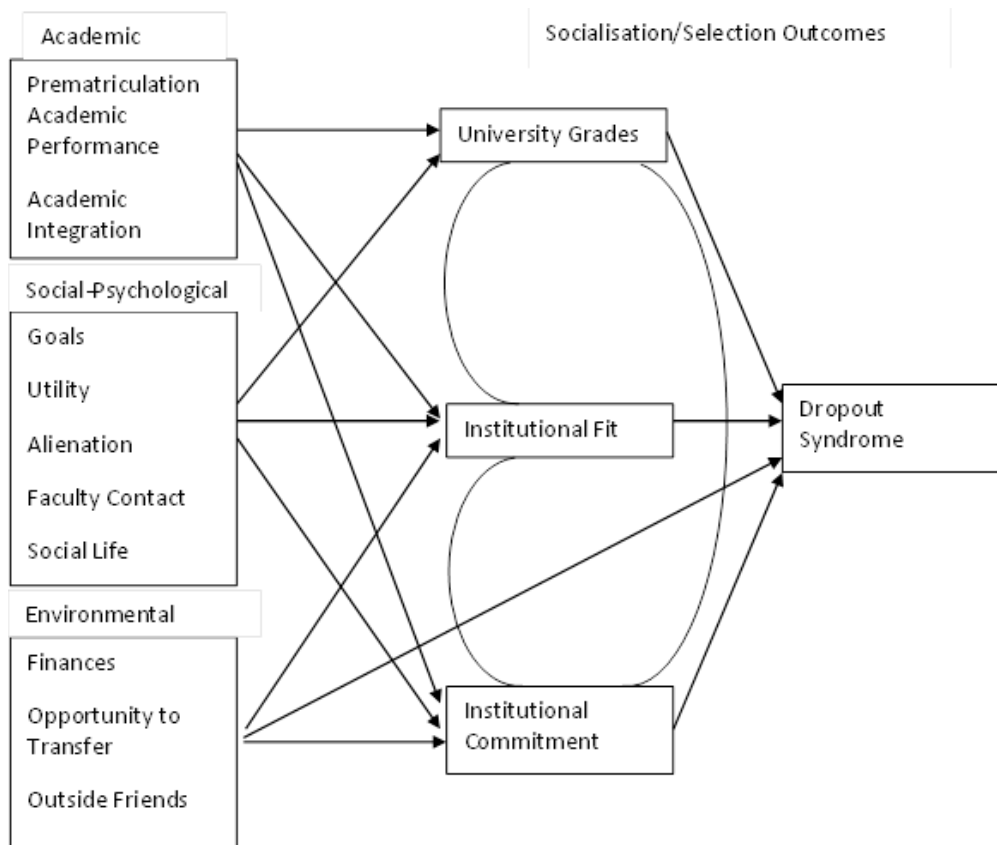 Academic
Prematriculation
Academic
Performance
Academic
Integration
Social-Psychological
Goals
Utility
Alienation
Faculty Contact
Social Life
Environmental
Finances
Opportunity to
Transfer
Outside Friends
Socialisation/Selection Outcomes
University Grades
Institutional Fit
Institutional
Commitment
Dropout
Syndrome